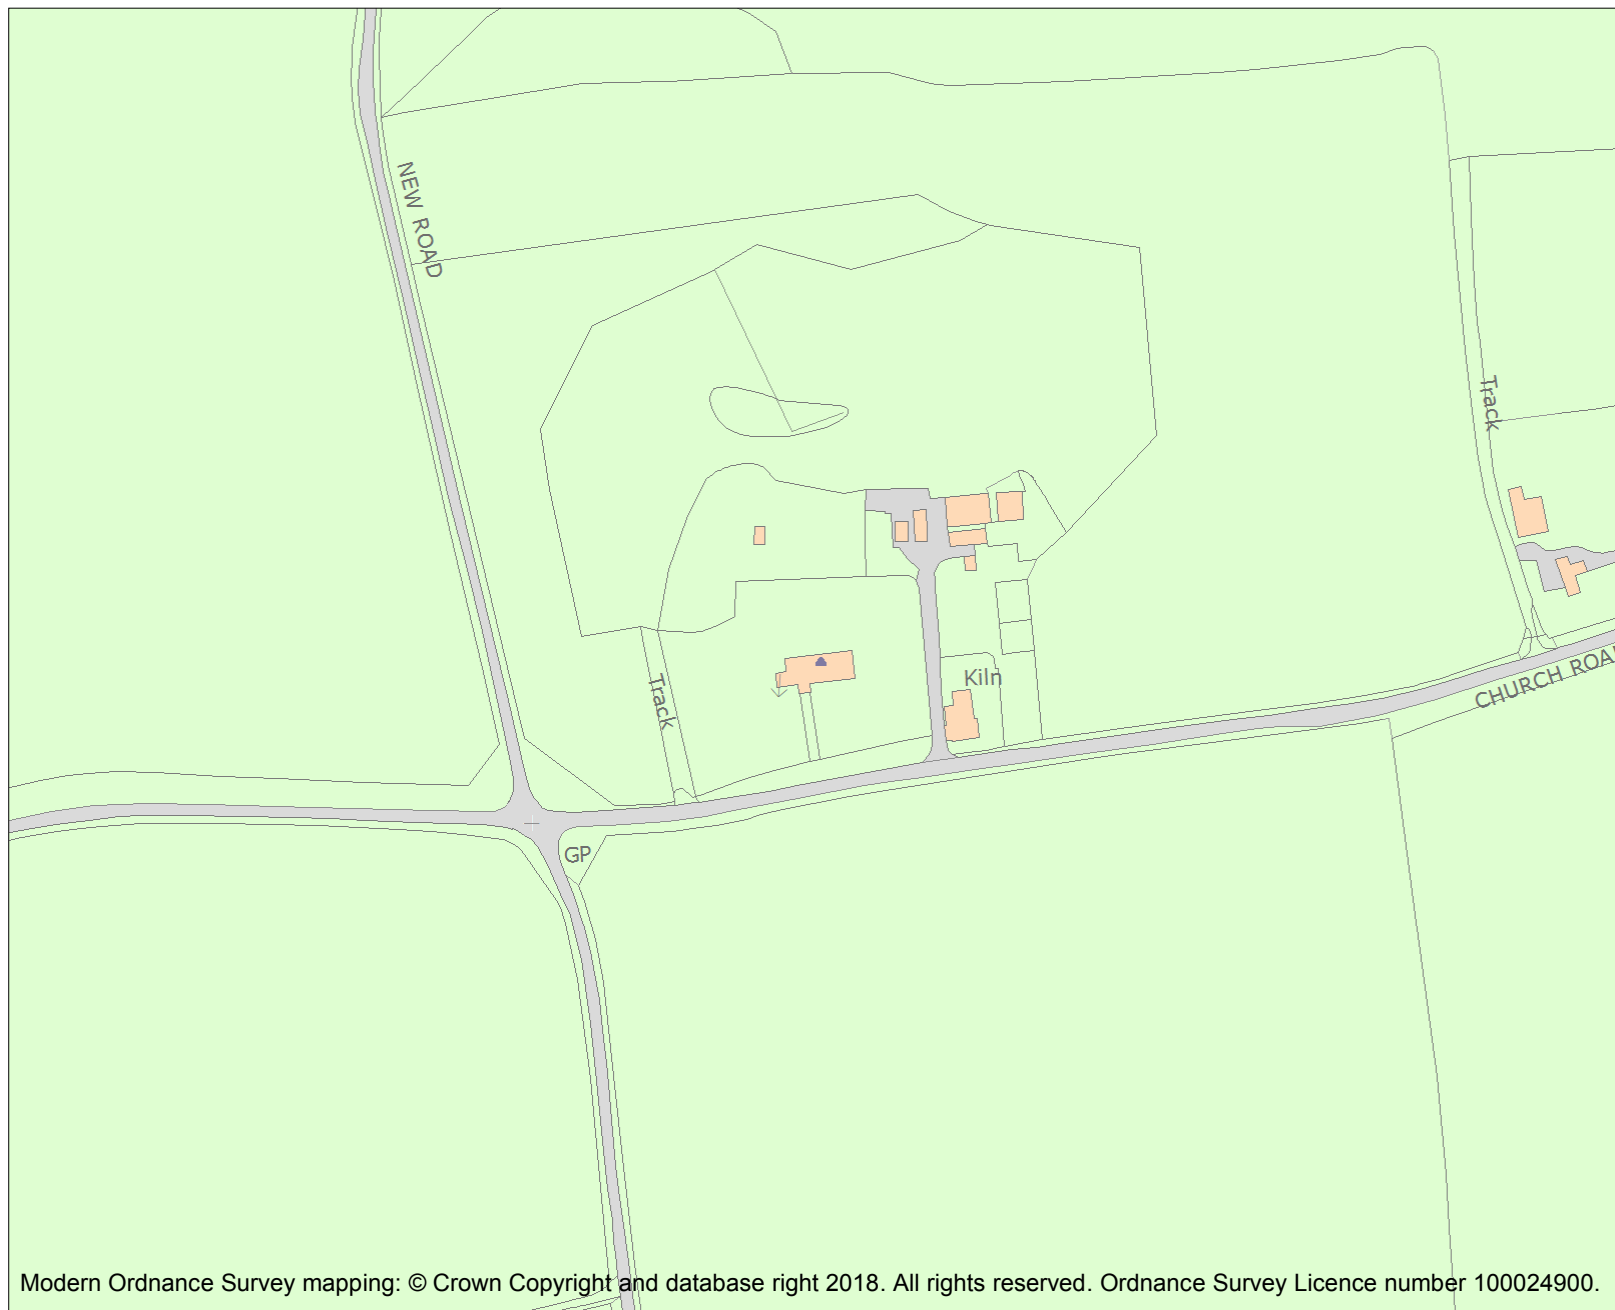 NEW ROAD
Track
Track
Kiln
CHURCH ROA
GP
Modern Ordnance Survey mapping: © Crown Copyright and database right 2018. All rights reserved. Ordnance Survey Licence number 100024900.